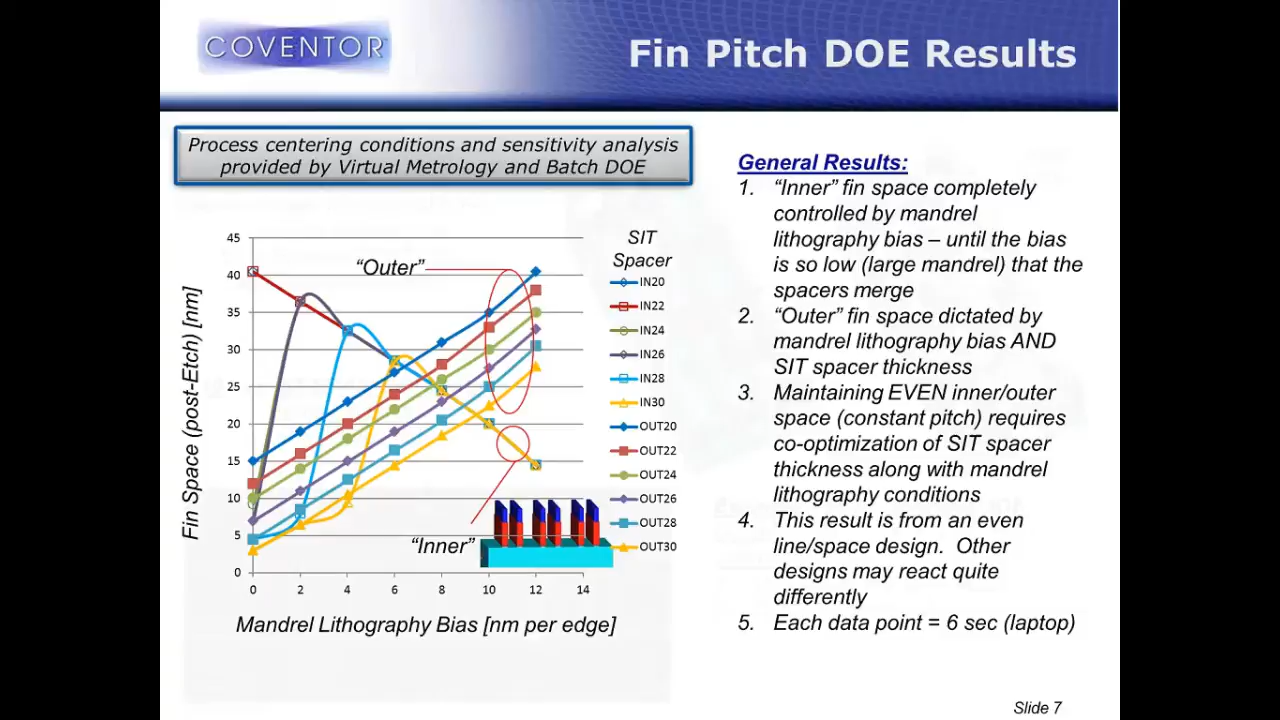 COVENTOR
Fin Pitch DOE Results
Process centering conditions and sensitivity analysis
provided by Virtual Metrology and Batch DOE
Fin Space (post-Etch) [nm]
45
40
35
30
25
20
15
10
5
0
0 2 4 6 8 10 12 14
Mandrel Lithography Bias [nm per edge]
“Outer”
“Inner”
SIT
Spacer
IN20
IN22
IN24
IN26
IN28
IN30
OUT20
OUT22
OUT24
OUT26
OUT28
OUT30
General Results:
1. “Inner” fin space completely
controlled by mandrel
lithography bias – until the bias
is so low (large mandrel) that the
spacers merge
2. “Outer” fin space dictated by
mandrel lithography bias AND
SIT spacer thickness
3. Maintaining EVEN inner/outer
space (constant pitch) requires
co-optimization of SIT spacer
thickness along with mandrel
lithography conditions
4. This result is from an even
line/space design. Other
designs may react quite
differently
5. Each data point = 6 sec (laptop)
Slide 7